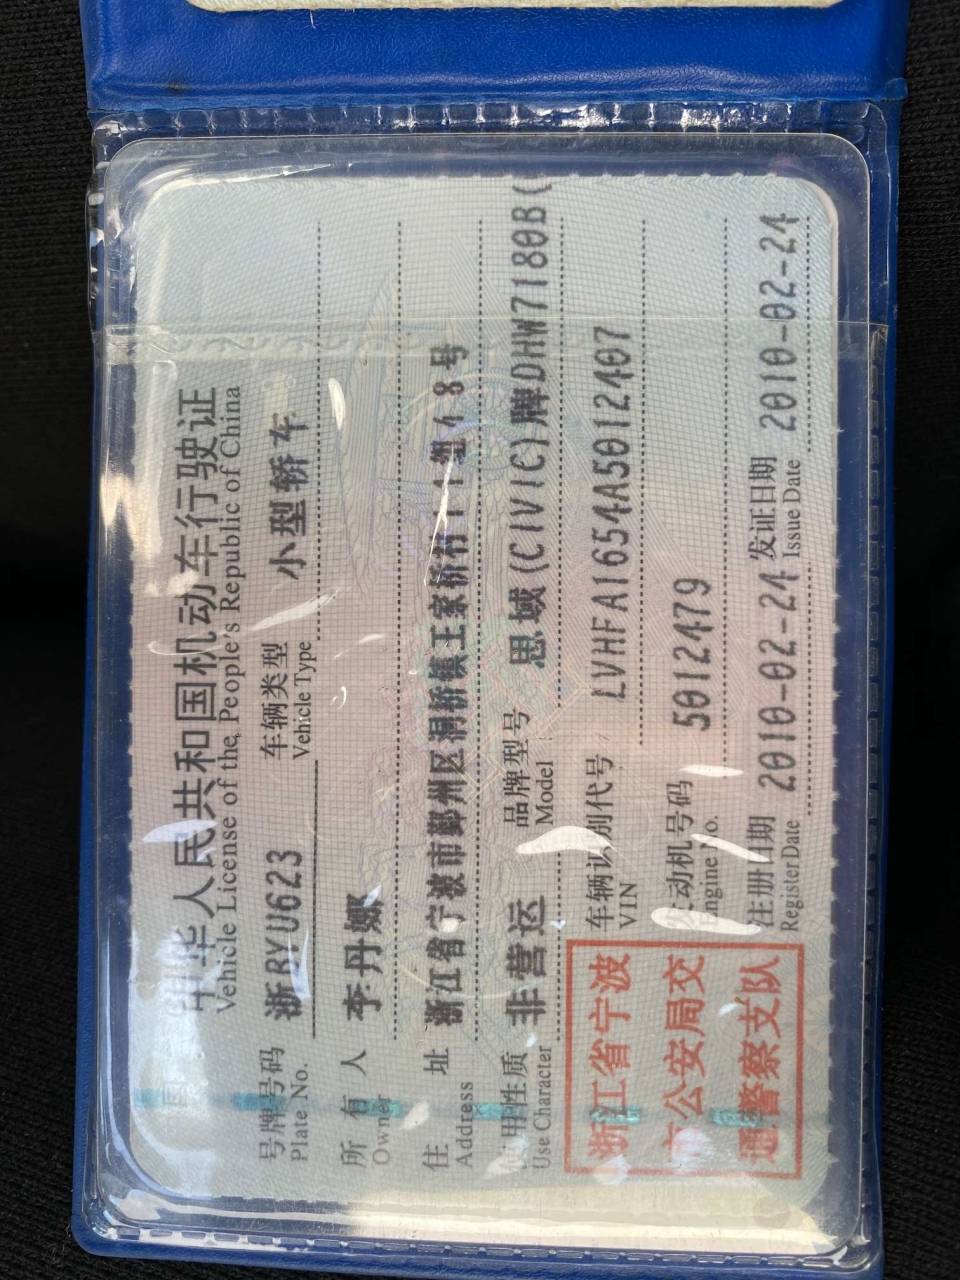 中华人民共和国机动车行驶证
Vehicle License of the People's Republic of China
号牌号码 浙BYU623 车辆类型 小型轿车
Plate No. Vehicle Type
所有人 李丹娜
Owner
住址 浙江省宁波市鄞州区洞桥镇王家桥村11组48号
Address
使用性质 非营运 品牌型号 思域(CIVIC)牌DHW7180B(
Use Character Model
浙江省宁波
市公安局交
通警察支队
车辆识别代号 LVHFA1654A5012407
VIN
发动机号码 5012479
Engine No.
注册日期 2010-02-24 发证日期 2010-02-24
Register Date Issue Date